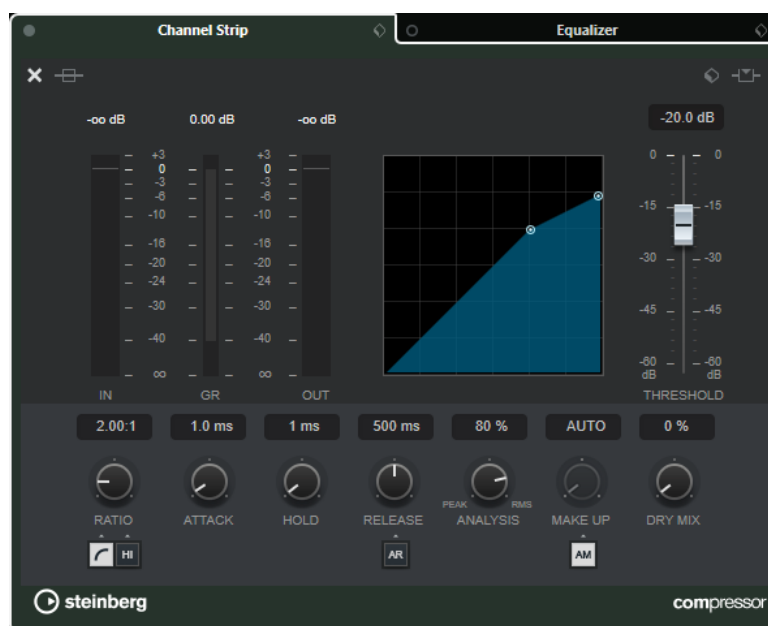 Channel Strip
Equalizer
-oo dB 0.00 dB -oo dB -20.0 dB
+3 +3 0 0
0 0
-3 -3
-6 -6
-10 -10 -15 -15
-16 -16
-20 -20 -30 -30
-24 -24
-30 -30 -45 -45
-40 -40
∞ ∞ -60 -60
dB dB
IN GR OUT THRESHOLD
2.00:1 1.0 ms 1 ms 500 ms 80 % AUTO 0 %
PEAK RMS
RATIO ATTACK HOLD RELEASE ANALYSIS MAKE UP DRY MIX
HI AR AM
steinberg compressor